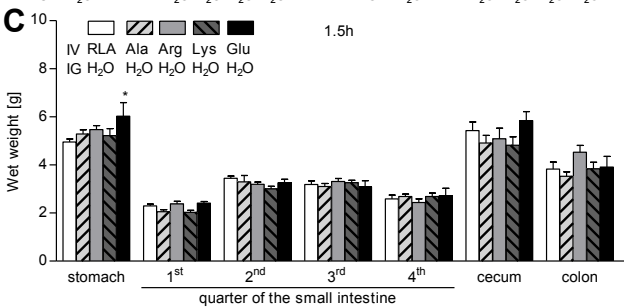 C
10
8
6
4
2
0
Wet weight [g]
1.5h
IV RLA Ala Arg Lys Glu
IG H₂O H₂O H₂O H₂O H₂O
*
stomach 1st 2nd 3rd 4th cecum colon
quarter of the small intestine